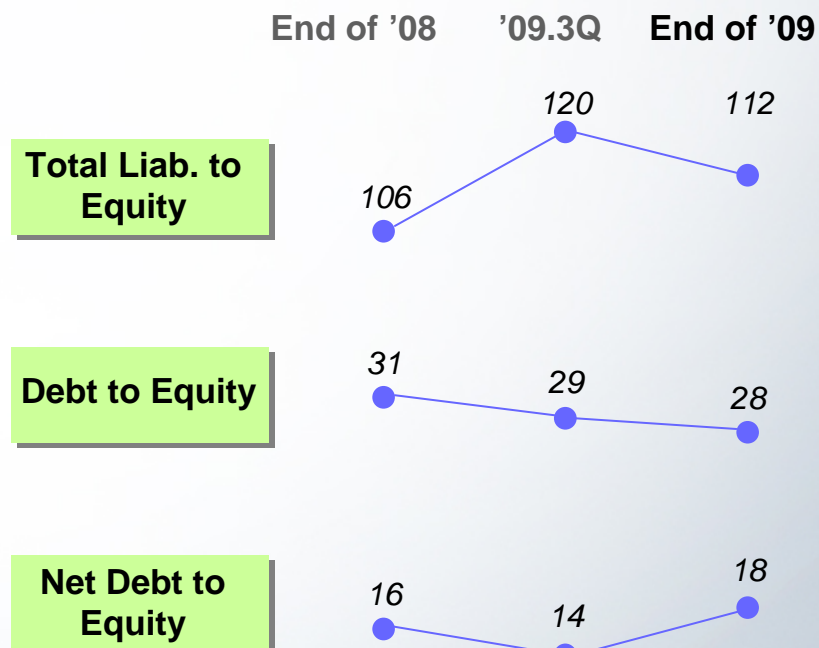 End of ’08 ’09.3Q End of ’09
120 112
Total Liab. to
Equity
106
31
Debt to Equity
29
28
Net Debt to
Equity
16
14
18